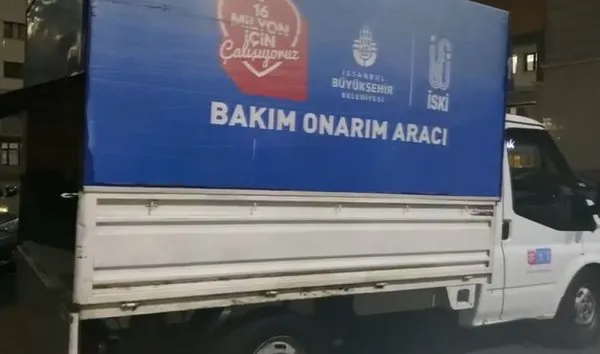 16
MİLYON
İÇİN
Çalışıyoruz
İSTANBUL
BÜYÜKŞEHİR
BELEDİYESİ
İSKİ
BAKIM ONARIM ARACI